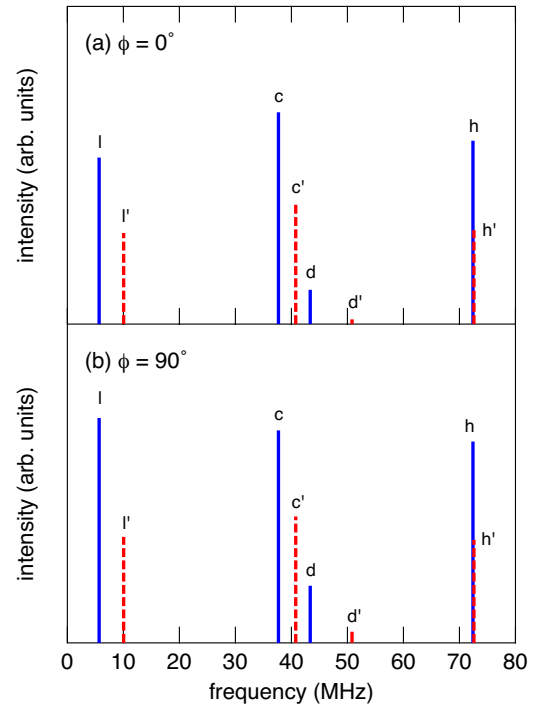 (a) ϕ = 0°
intensity (arb. units)
l
l'
c
c'
d
d'
h
h'
(b) ϕ = 90°
intensity (arb. units)
l
l'
c
c'
d
d'
h
h'
0 10 20 30 40 50 60 70 80
frequency (MHz)